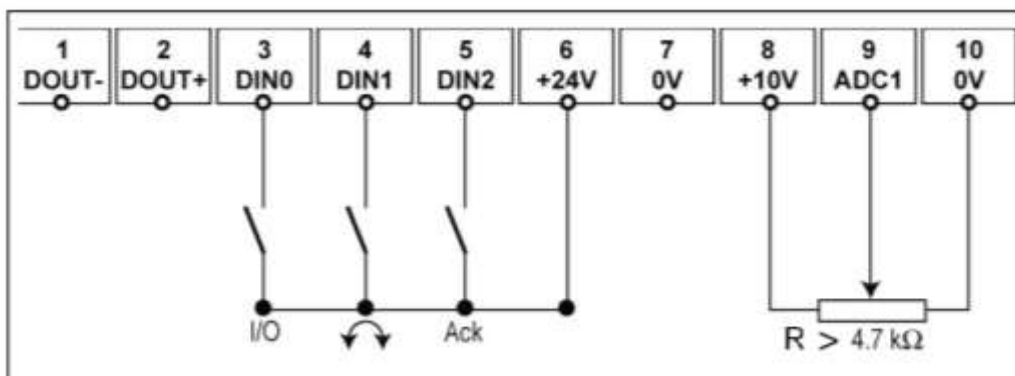 1 2 3 4 5 6 7 8 9 10
DOUT- DOUT+ DIN0 DIN1 DIN2 +24V 0V +10V ADC1 0V
I/O Ack
R > 4.7 kΩ